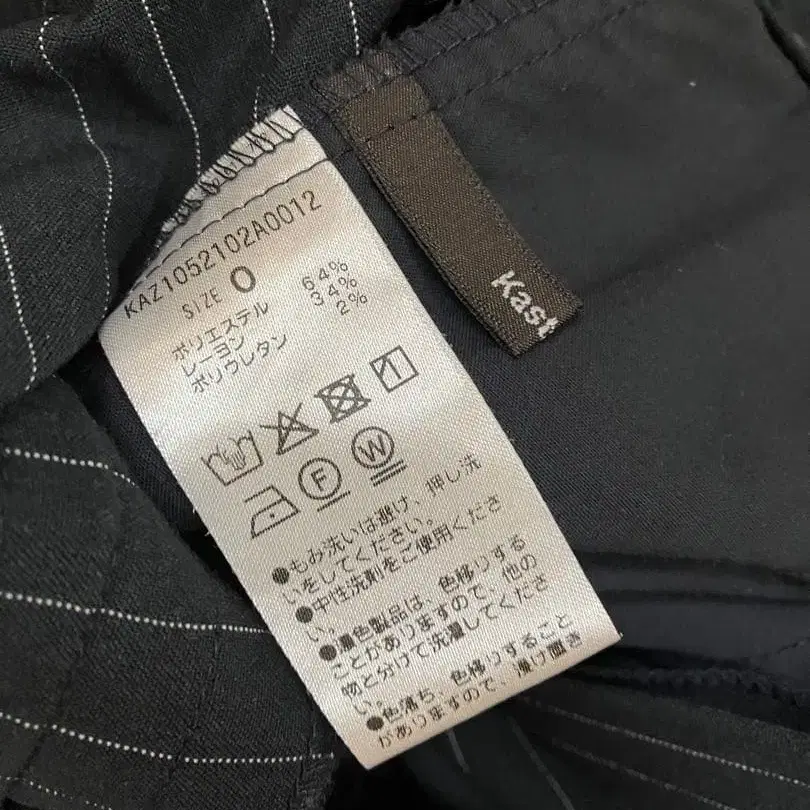 KAZ1052102A0012
SIZE 0
ポリエステル 64%
レーヨン 34%
ポリウレタン 2%
F W
●もみ洗いは避け、押し洗
いをしてください。
●中性洗剤をご使用くださ
い。
●濃色製品は、色移りする
ことがありますので、他の
物と分けて洗濯してくださ
●色落ち、色移りすること
がありますので、漬け置き
Kast